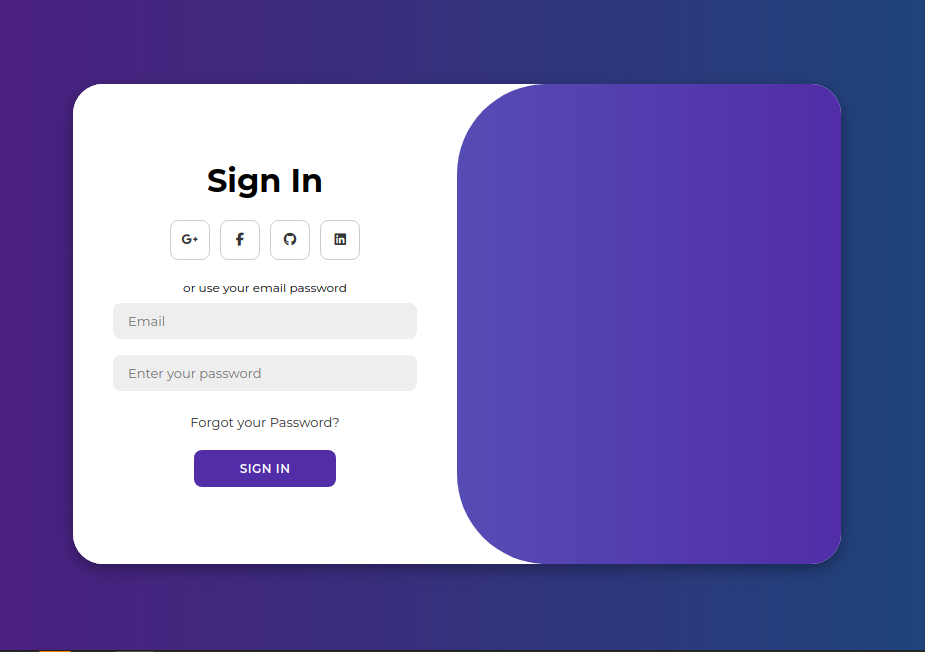 Sign In
G+
or use your email password
Email
Enter your password
Forgot your Password?
SIGN IN